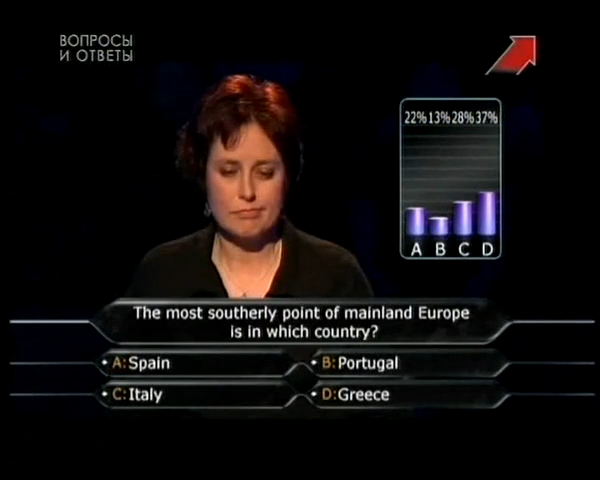 ВОПРОСЫ
И ОТВЕТЫ
22% 13% 28% 37%
A B C D
The most southerly point of mainland Europe
is in which country?
A: Spain
B: Portugal
C: Italy
D: Greece